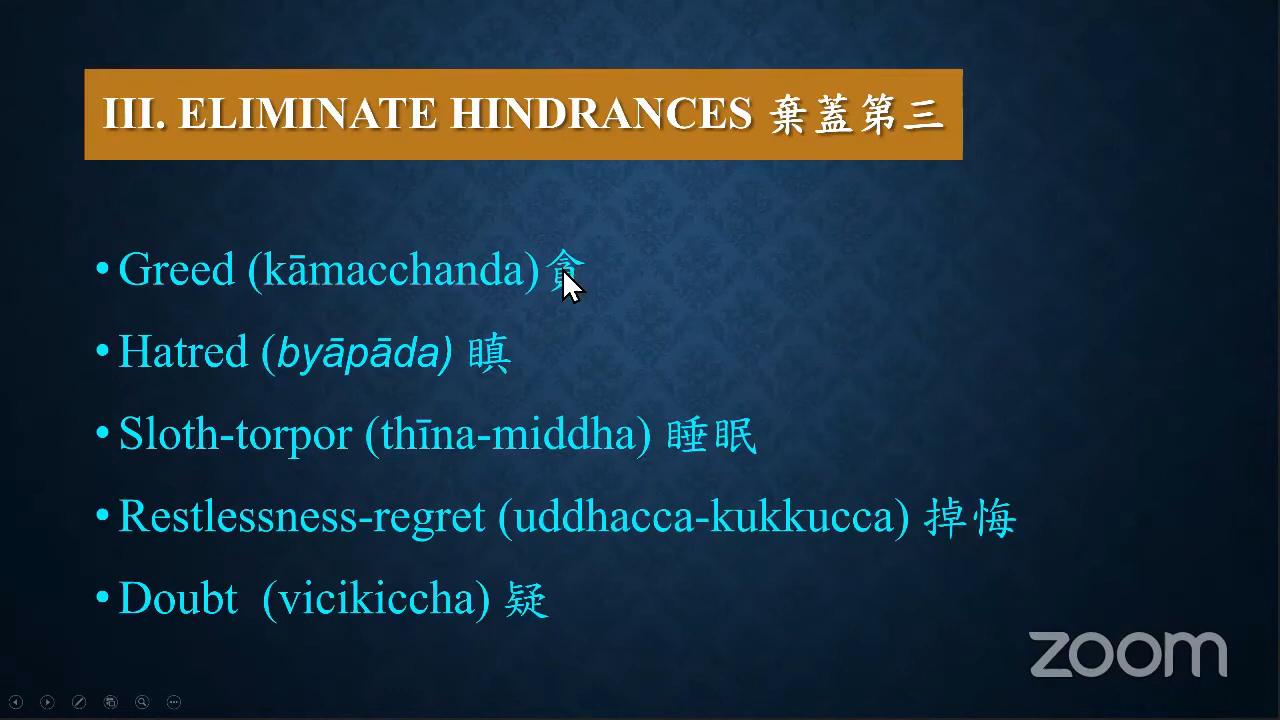 III. ELIMINATE HINDRANCES 棄蓋第三
• Greed (kāmacchanda)貪
• Hatred (byāpāda) 瞋
• Sloth-torpor (thīna-middha) 睡眠
• Restlessness-regret (uddhacca-kukkucca) 掉悔
• Doubt  (vicikiccha) 疑
zoom